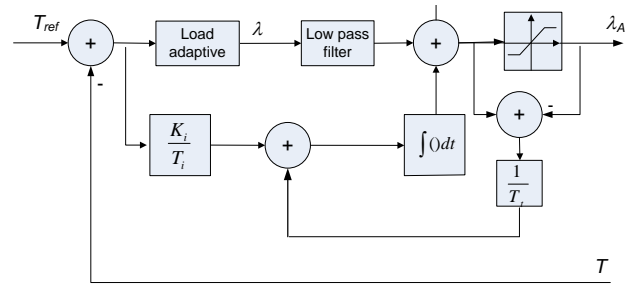 T_ref
+
Load adaptive
λ
Low pass filter
+
λ_A
-
-
+
K_i / T_i
+
∫()dt
1 / T_t
T